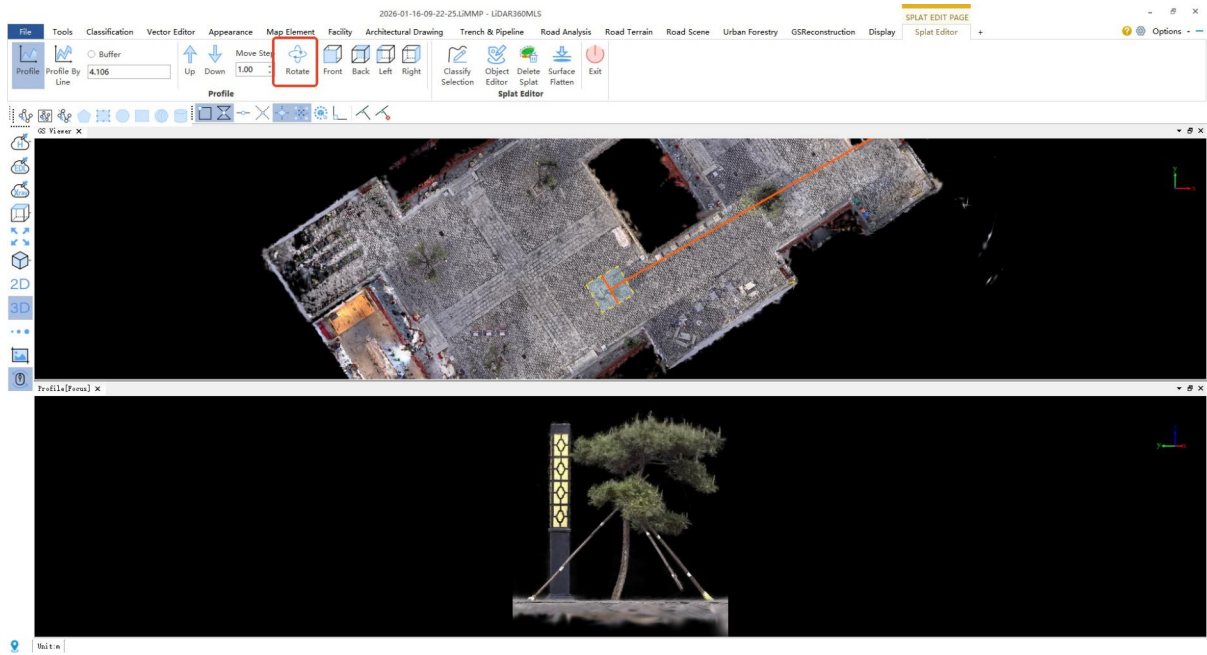 2026-01-16-09-22-25.LiMMP - LiDAR360MLS
SPLAT EDIT PAGE
File Tools Classification Vector Editor Appearance Map Element Facility Architectural Drawing Trench & Pipeline Road Analysis Road Terrain Road Scene Urban Forestry GSReconstruction Display Splat Editor + Options
Buffer
4.106
Move Step
1.00
Profile Profile By Line Up Down Rotate Front Back Left Right Classify Selection Object Editor Delete Splat Surface Flatten Exit
Profile Splat Editor
GS Viewer
H
EDL
Xray
2D
3D
y
x
Profile[Focus]
z
y
x
Unit:m